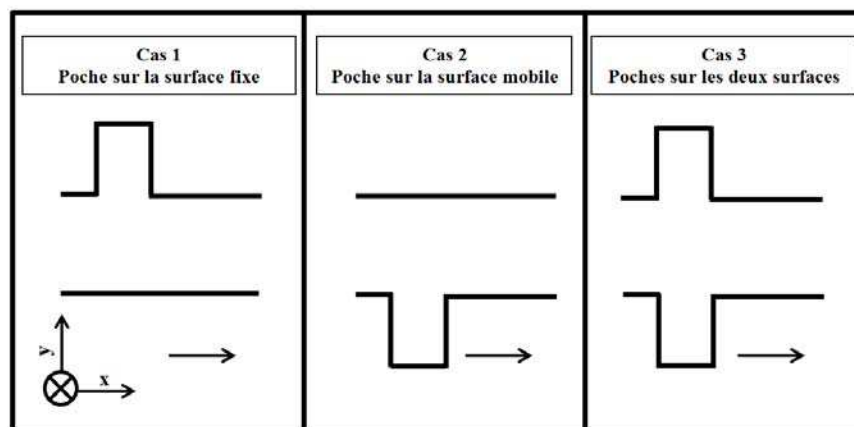 Cas 1
Poche sur la surface fixe
Cas 2
Poche sur la surface mobile
Cas 3
Poches sur les deux surfaces
y
x